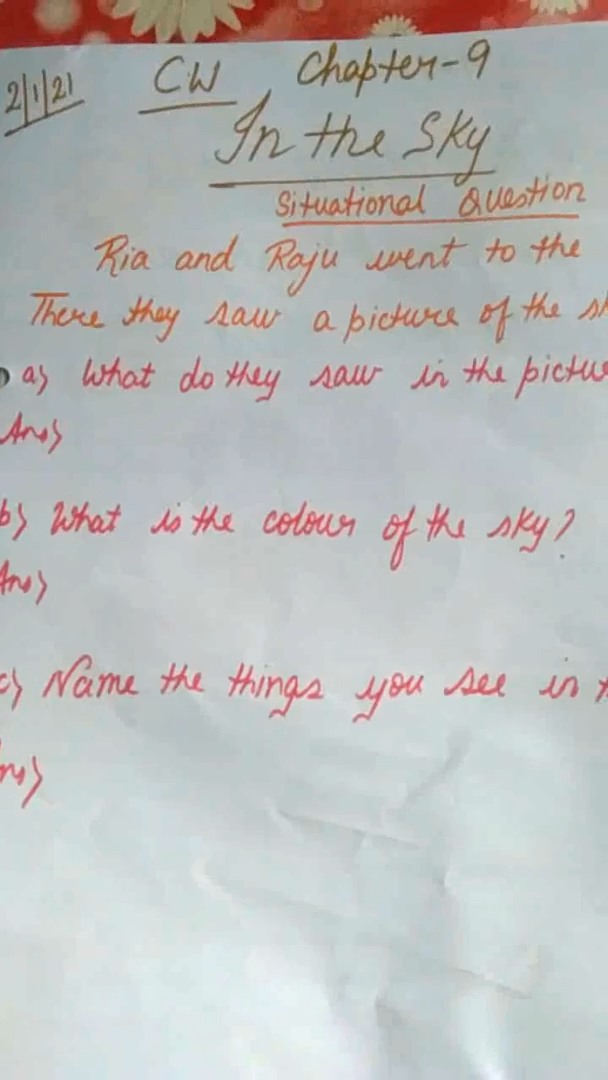 2/1/21 CW Chapter-9
In the Sky
Situational Question
Ria and Raju went to the
There they saw a picture of the
a) What do they saw in the
Ans)
b) What is the colour of the sky?
Ans)
c) Name the things you see in
Ans)